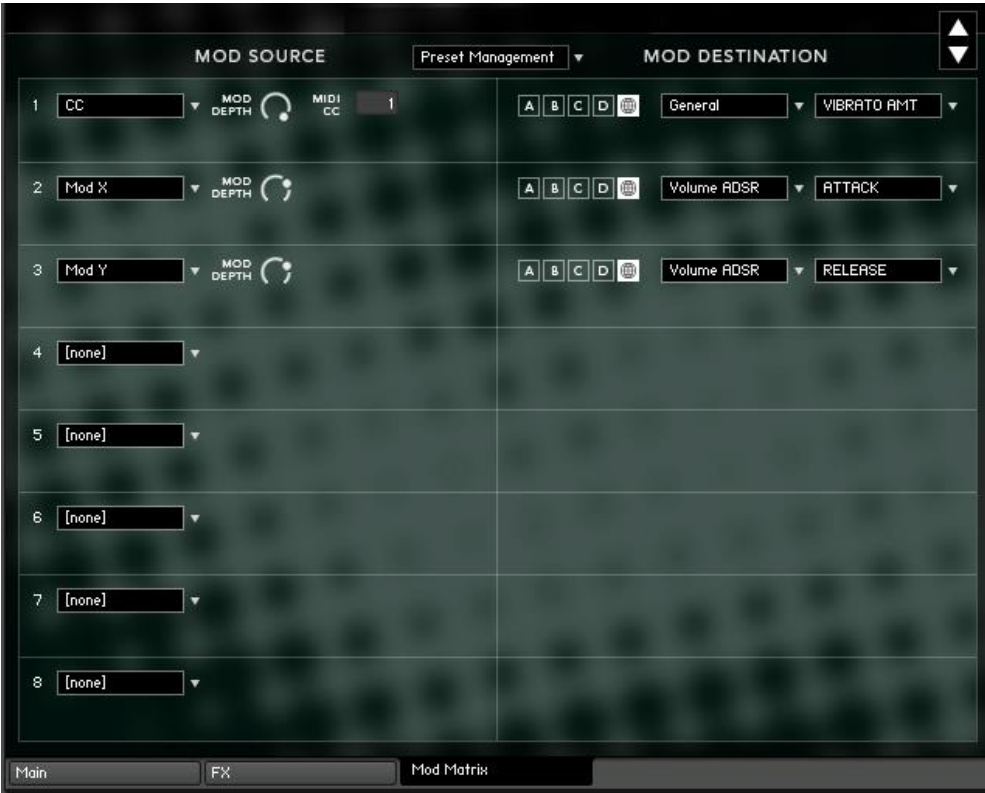 MOD SOURCE Preset Management MOD DESTINATION
1 CC MOD DEPTH MIDI CC 1 A B C D General VIBRATO AMT
2 Mod X MOD DEPTH A B C D Volume ADSR ATTACK
3 Mod Y MOD DEPTH A B C D Volume ADSR RELEASE
4 [none]
5 [none]
6 [none]
7 [none]
8 [none]
Main FX Mod Matrix